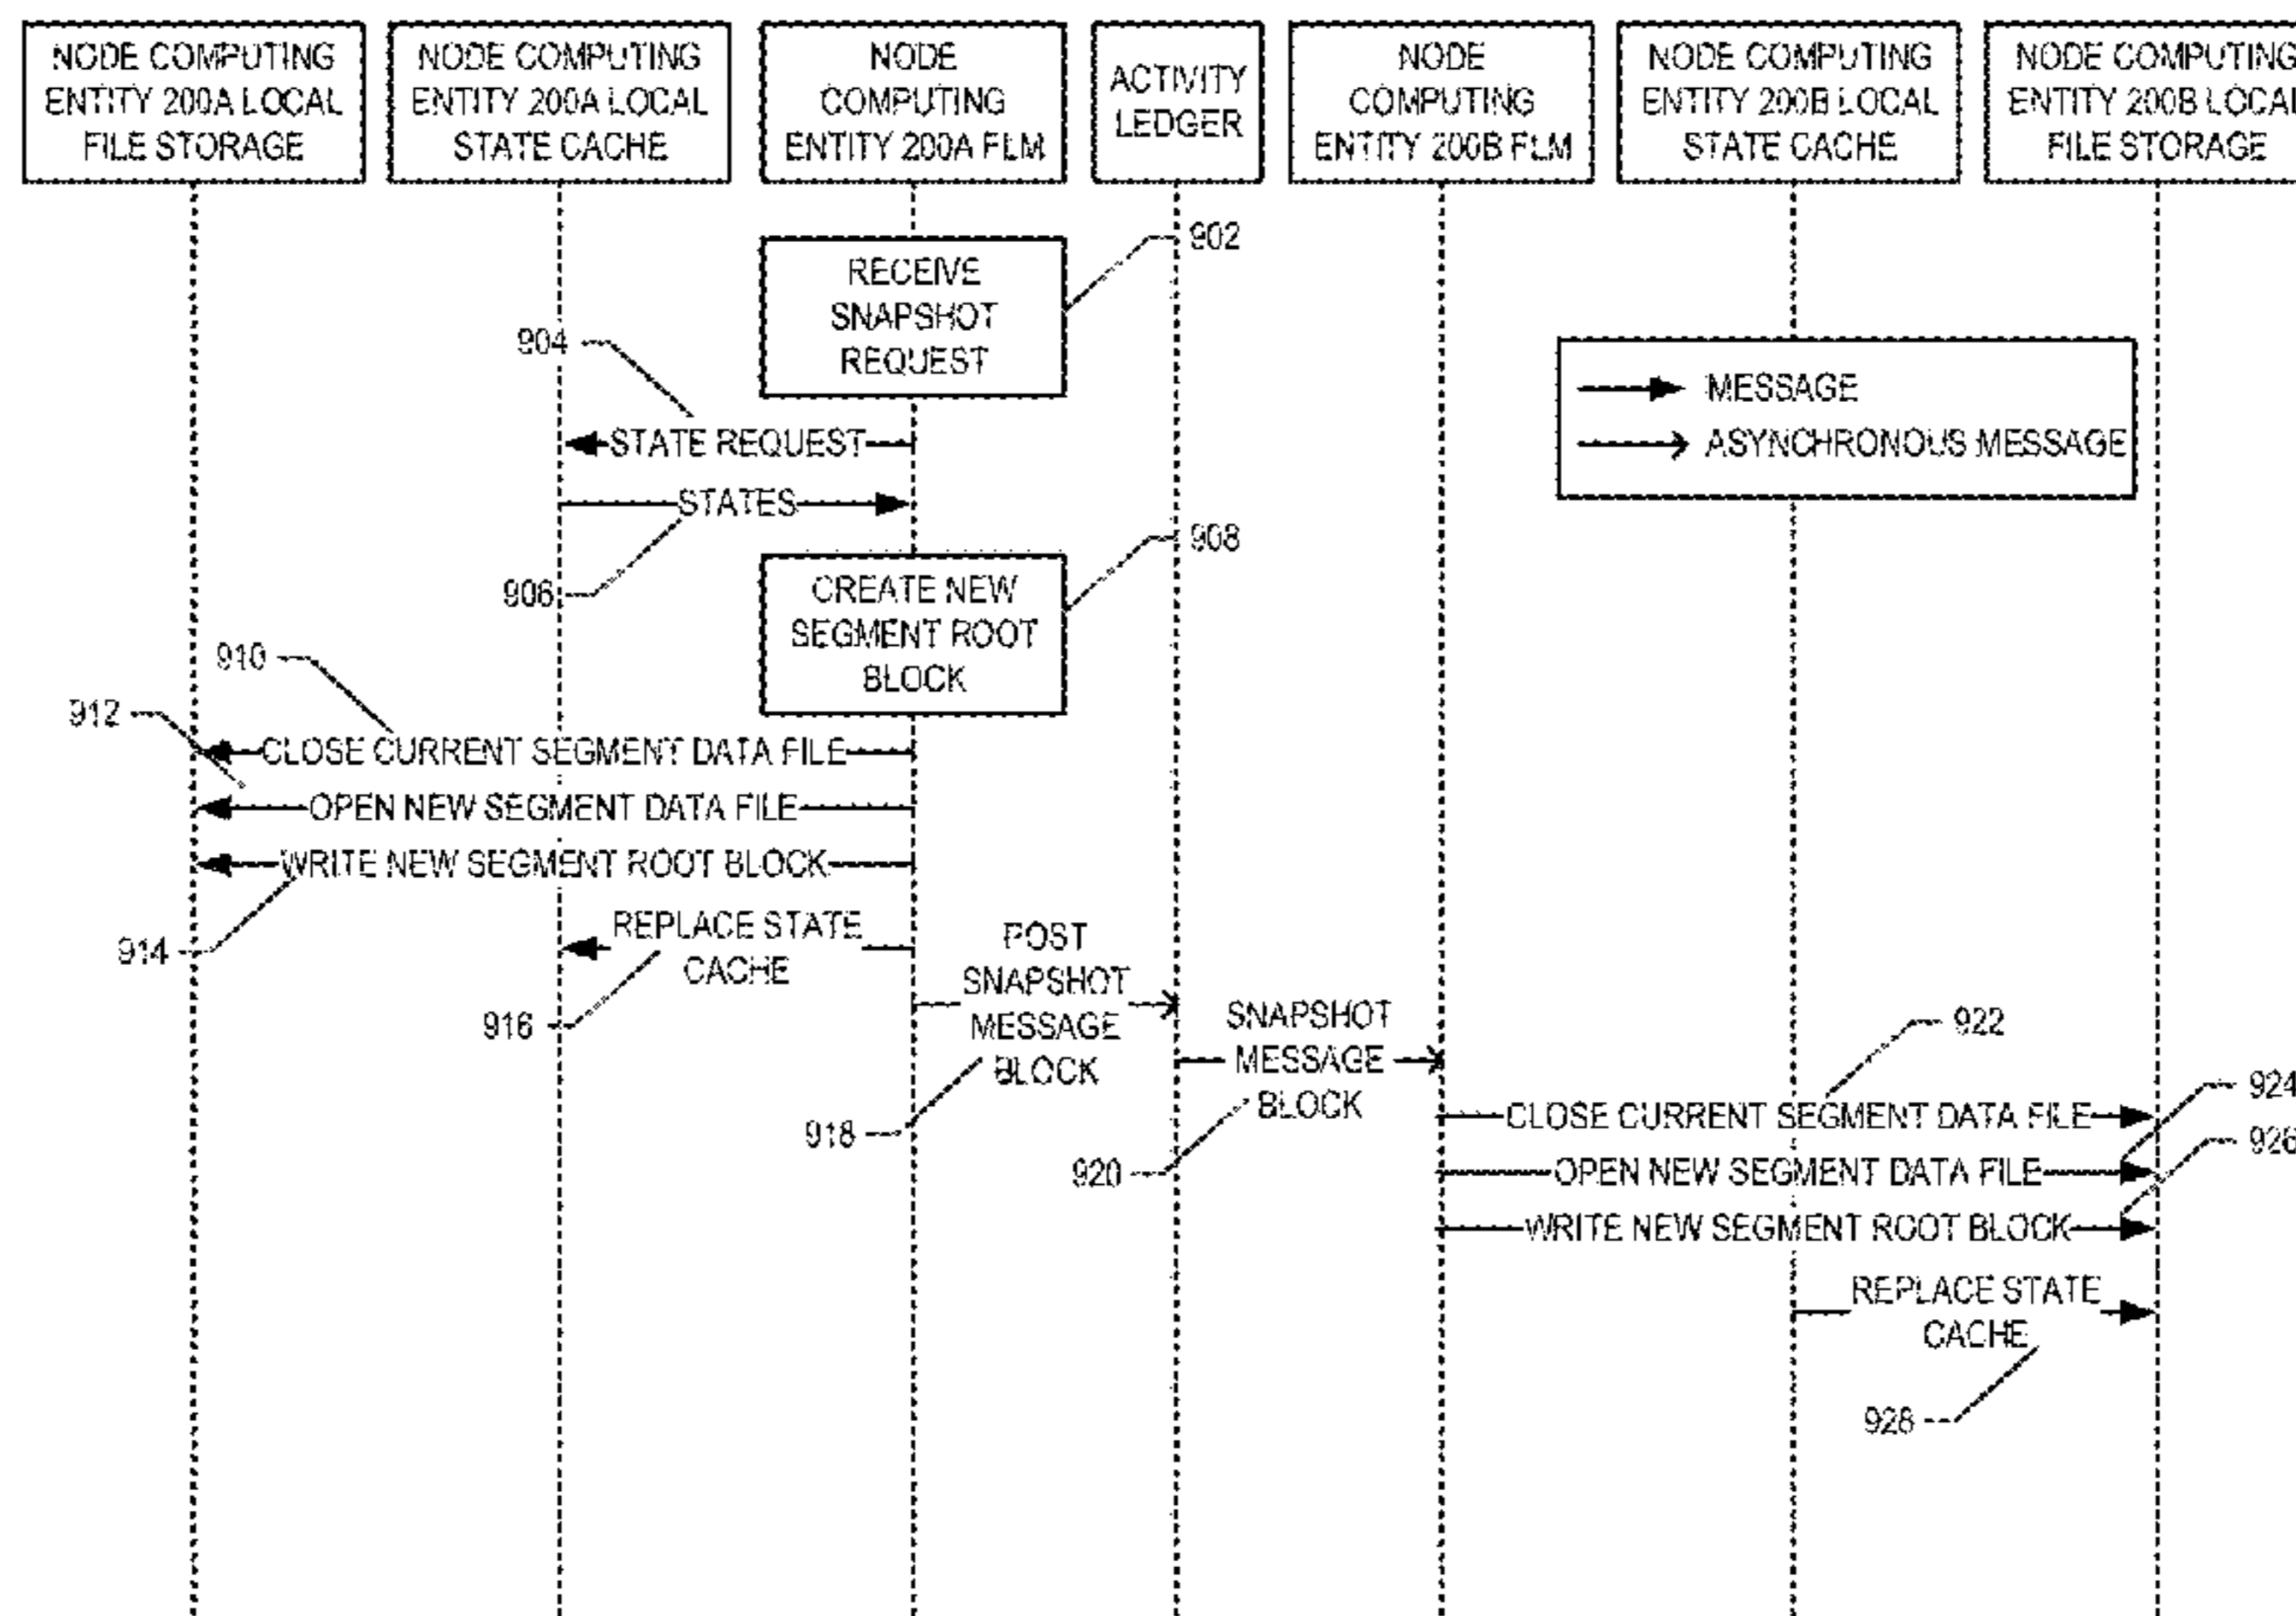 NODE COMPUTING
ENTITY 200A LOCAL
FILE STORAGE
NODE COMPUTING
ENTITY 200A LOCAL
STATE CACHE
NODE
COMPUTING
ENTITY 200A FLM
ACTIVITY
LEDGER
NODE
COMPUTING
ENTITY 200B FLM
NODE COMPUTING
ENTITY 200B LOCAL
STATE CACHE
NODE COMPUTING
ENTITY 200B LOCAL
FILE STORAGE
902
RECEIVE
SNAPSHOT
REQUEST
904
MESSAGE
ASYNCHRONOUS MESSAGE
STATE REQUEST
STATES
906
908
CREATE NEW
SEGMENT ROOT
BLOCK
910
912
CLOSE CURRENT SEGMENT DATA FILE
OPEN NEW SEGMENT DATA FILE
WRITE NEW SEGMENT ROOT BLOCK
914
REPLACE STATE
CACHE
916
POST
SNAPSHOT
MESSAGE
BLOCK
918
SNAPSHOT
MESSAGE
BLOCK
920
922
924
CLOSE CURRENT SEGMENT DATA FILE
926
OPEN NEW SEGMENT DATA FILE
WRITE NEW SEGMENT ROOT BLOCK
REPLACE STATE
CACHE
928